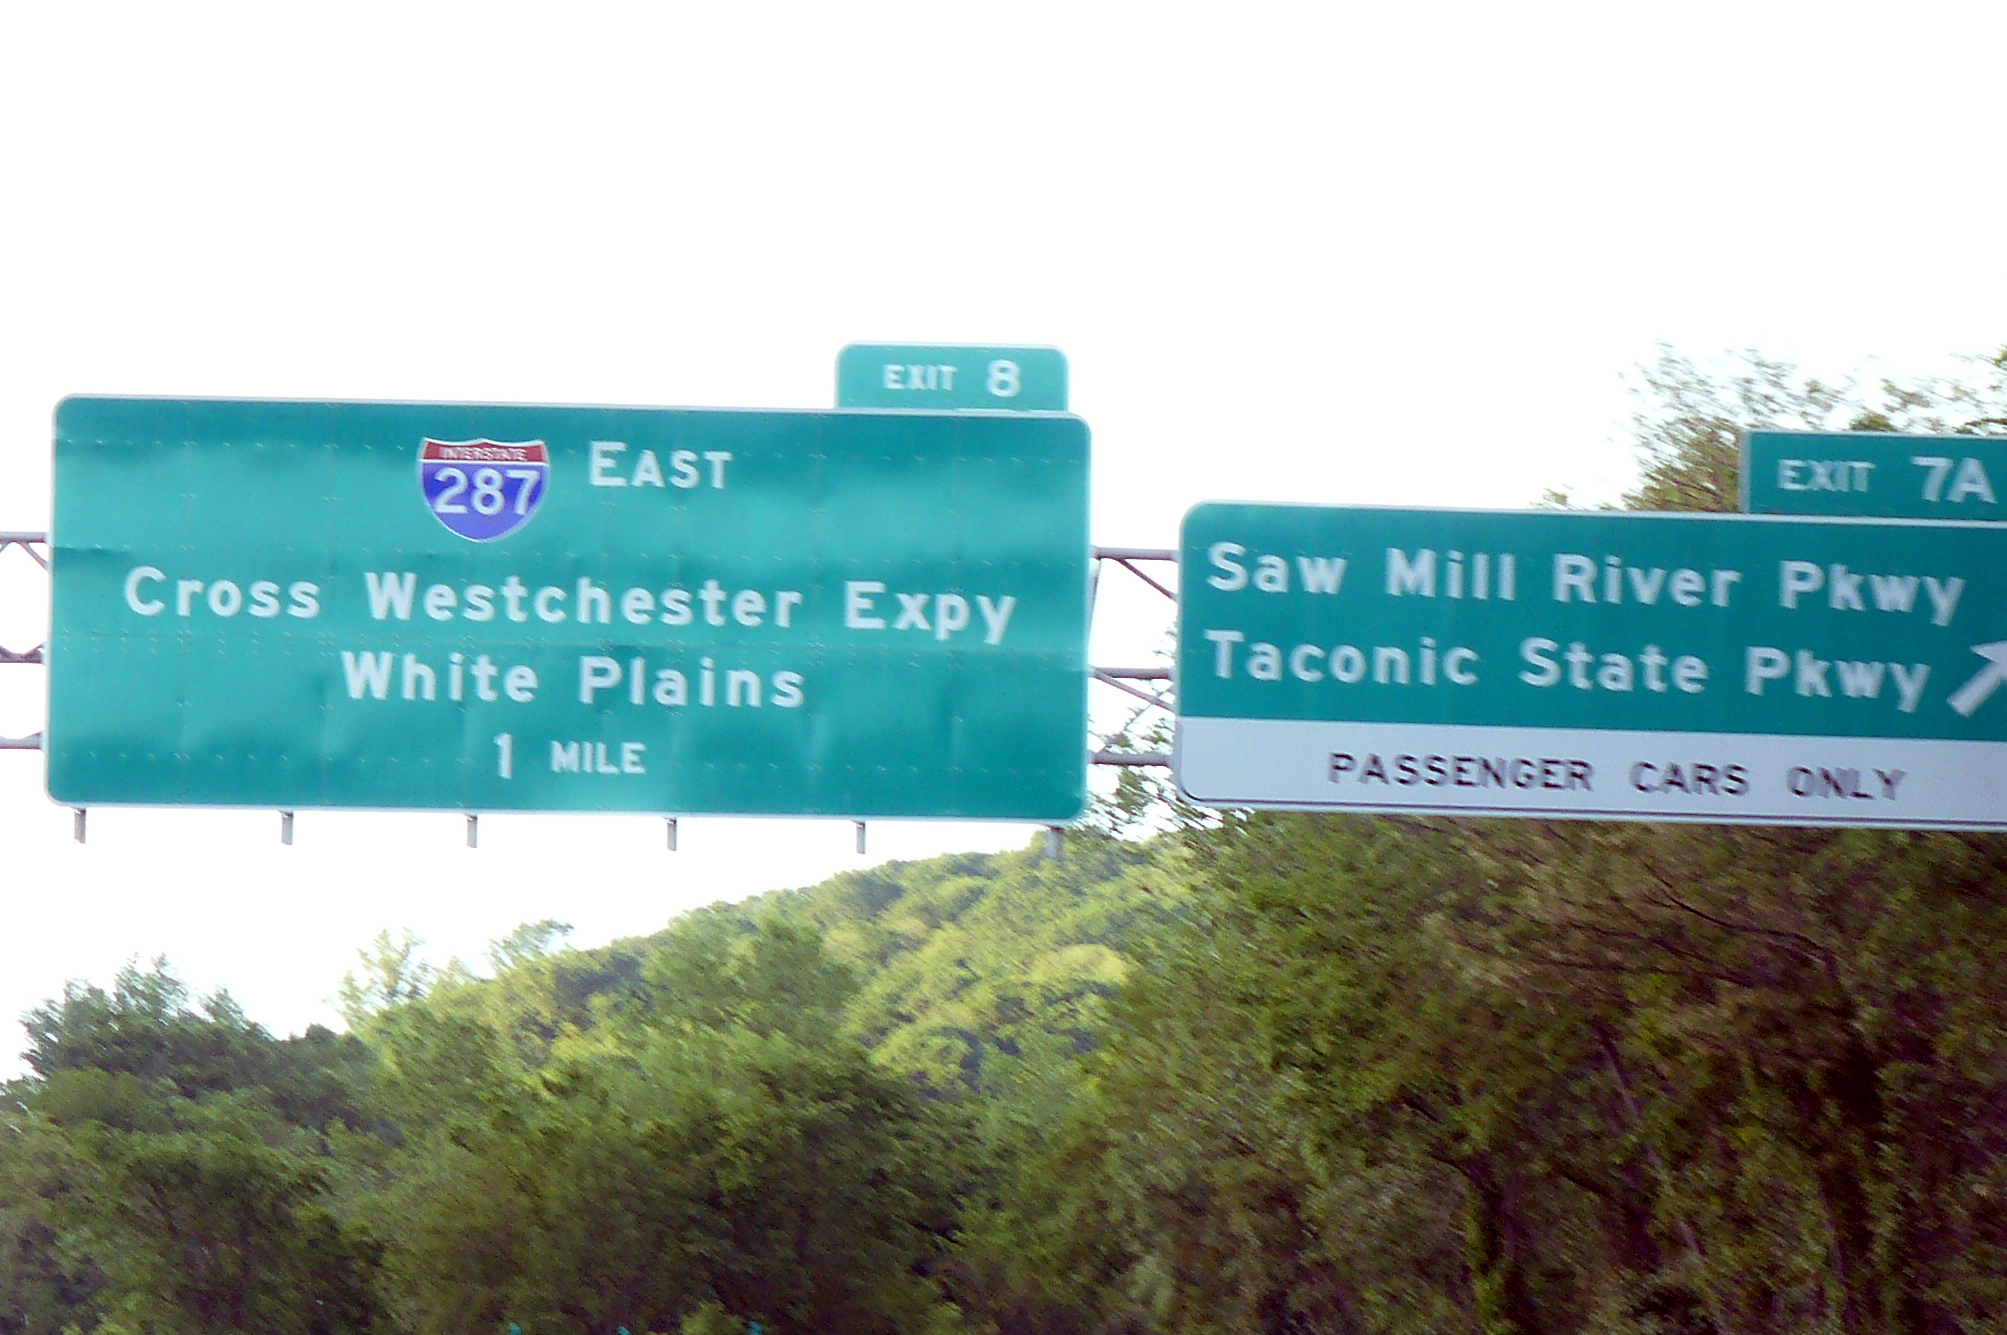 EXIT 8
INTERSTATE
287 EAST
Cross Westchester Expy
White Plains
1 MILE
EXIT 7A
Saw Mill River Pkwy
Taconic State Pkwy
PASSENGER CARS ONLY